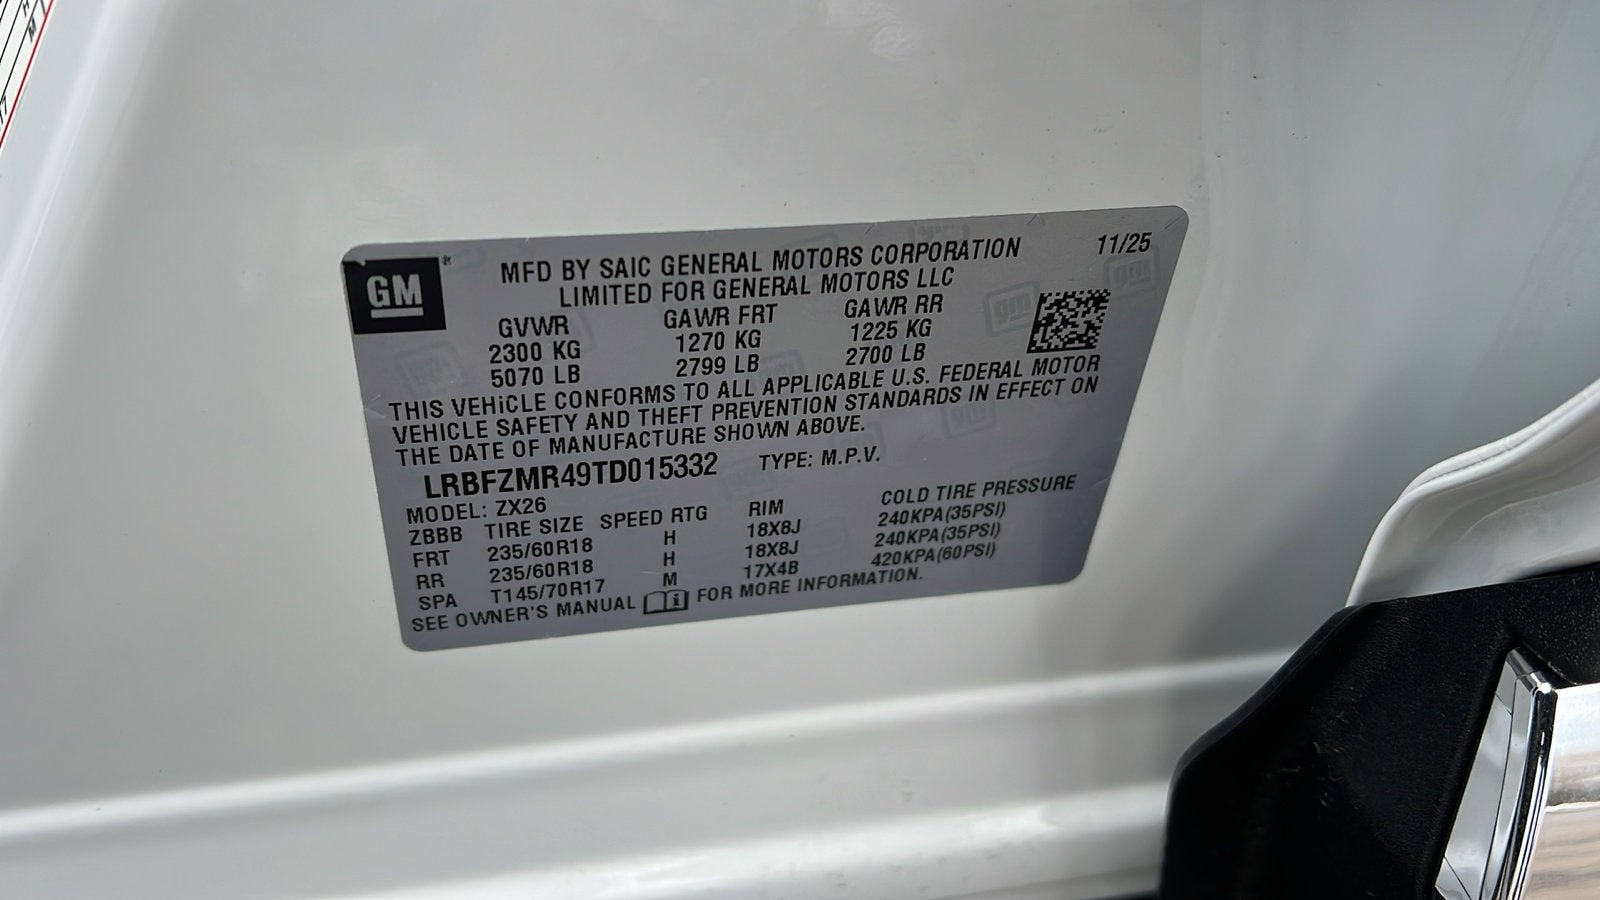 GM
MFD BY SAIC GENERAL MOTORS CORPORATION 11/25
LIMITED FOR GENERAL MOTORS LLC
GVWR GAWR FRT GAWR RR
2300 KG 1270 KG 1225 KG
5070 LB 2799 LB 2700 LB
THIS VEHiCLE CONFORMS TO ALL APPLICABLE U.S. FEDERAL MOTOR
VEHICLE SAFETY AND THEFT PREVENTION STANDARDS IN EFFECT ON
THE DATE OF MANUFACTURE SHOWN ABOVE.
LRBFZMR49TD015332 TYPE: M.P.V.
MODEL: ZX26
ZBBB TIRE SIZE SPEED RTG RIM COLD TIRE PRESSURE
FRT 235/60R18 H 18X8J 240KPA(35PSI)
RR 235/60R18 H 18X8J 240KPA(35PSI)
SPA T145/70R17 M 17X4B 420KPA(60PSI)
SEE OWNER'S MANUAL FOR MORE INFORMATION.